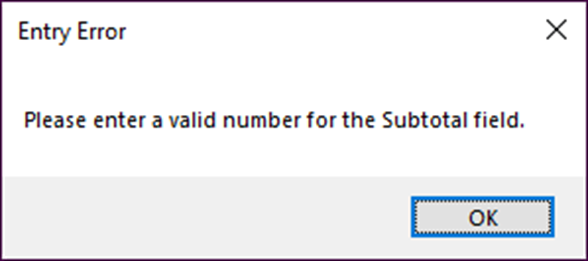 Entry Error
Please enter a valid number for the Subtotal field.
OK